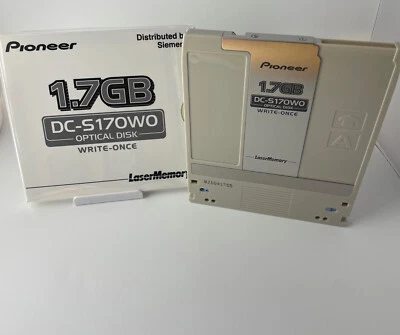 Pioneer
Distributed by
Siemen
1.7GB
DC-S170WO
OPTICAL DISK
WRITE-ONCE
LaserMemory
Pioneer
1.7GB
DC-S170WO
OPTICAL DISK
WRITE-ONCE
LaserMemory
A